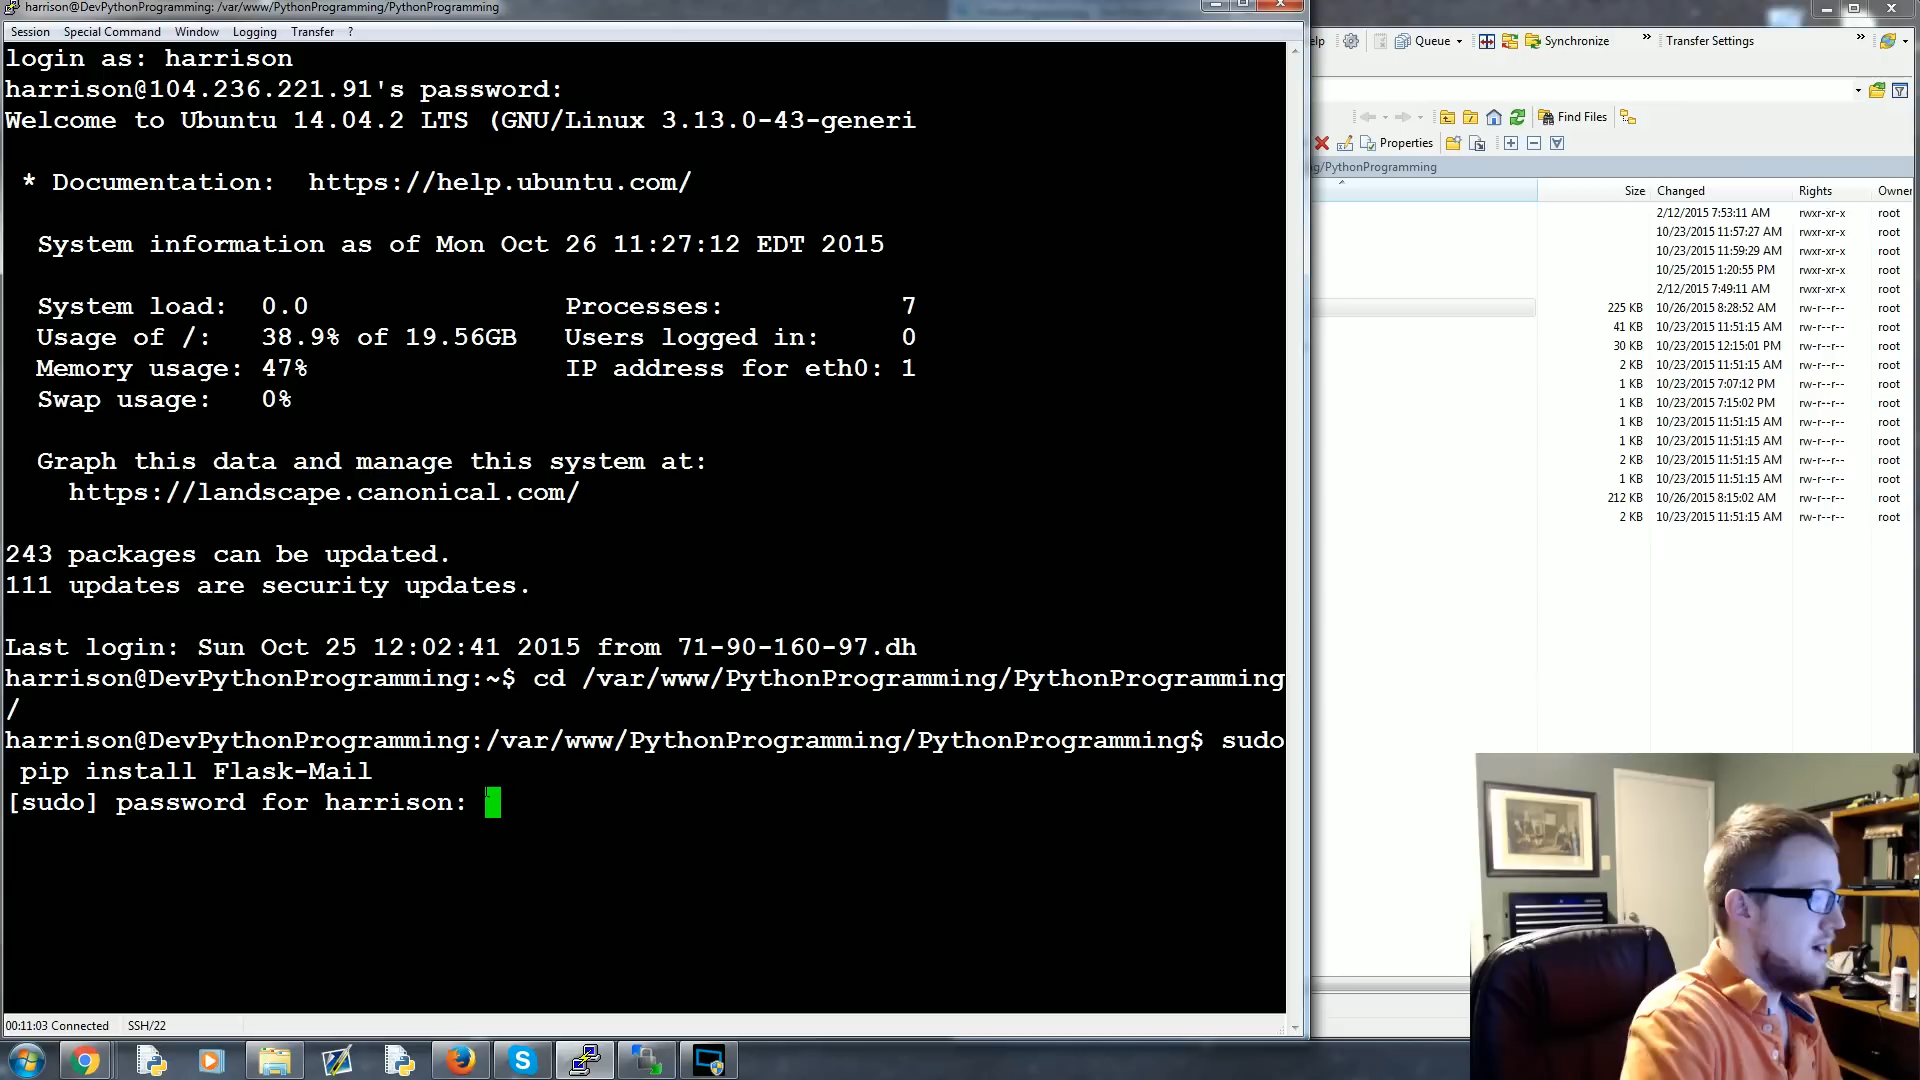 harrison@DevPythonProgramming: /var/www/PythonProgramming/PythonProgramming
Session Special Command Window Logging Transfer ?
login as: harrison
harrison@104.236.221.91's password:
Welcome to Ubuntu 14.04.2 LTS (GNU/Linux 3.13.0-43-generi
* Documentation: https://help.ubuntu.com/
System information as of Mon Oct 26 11:27:12 EDT 2015
System load: 0.0 Processes: 7
Usage of /: 38.9% of 19.56GB Users logged in: 0
Memory usage: 47% IP address for eth0: 1
Swap usage: 0%
Graph this data and manage this system at:
https://landscape.canonical.com/
243 packages can be updated.
111 updates are security updates.
Last login: Sun Oct 25 12:02:41 2015 from 71-90-160-97.dh
harrison@DevPythonProgramming:~$ cd /var/www/PythonProgramming/PythonProgramming
/
harrison@DevPythonProgramming:/var/www/PythonProgramming/PythonProgramming$ sudo
pip install Flask-Mail
[sudo] password for harrison:
00:11:03 Connected SSH/22
lp Queue Synchronize » Transfer Settings »
Find Files
Properties
g/PythonProgramming
Size Changed Rights Owner
2/12/2015 7:53:11 AM rwxr-xr-x root
10/23/2015 11:57:27 AM rwxr-xr-x root
10/23/2015 11:59:29 AM rwxr-xr-x root
10/25/2015 1:20:55 PM rwxr-xr-x root
2/12/2015 7:49:11 AM rwxr-xr-x root
225 KB 10/26/2015 8:28:52 AM rw-r--r-- root
41 KB 10/23/2015 11:51:15 AM rw-r--r-- root
30 KB 10/23/2015 12:15:01 PM rw-r--r-- root
2 KB 10/23/2015 11:51:15 AM rw-r--r-- root
1 KB 10/23/2015 7:07:12 PM rw-r--r-- root
1 KB 10/23/2015 7:15:02 PM rw-r--r-- root
1 KB 10/23/2015 11:51:15 AM rw-r--r-- root
1 KB 10/23/2015 11:51:15 AM rw-r--r-- root
2 KB 10/23/2015 11:51:15 AM rw-r--r-- root
1 KB 10/23/2015 11:51:15 AM rw-r--r-- root
212 KB 10/26/2015 8:15:02 AM rw-r--r-- root
2 KB 10/23/2015 11:51:15 AM rw-r--r-- root